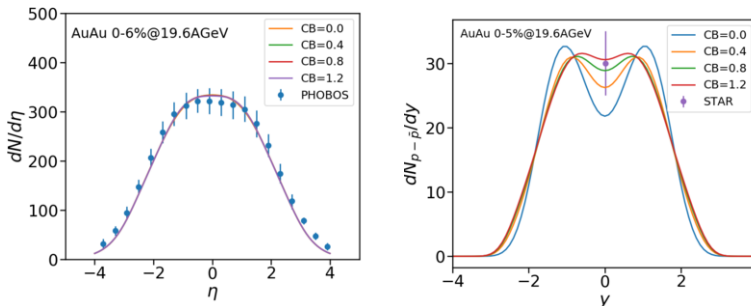 AuAu 0-6%@19.6AGeV
CB=0.0
CB=0.4
CB=0.8
CB=1.2
PHOBOS
500
400
300
200
100
0
dN/dη
−4 −2 0 2 4
η
AuAu 0-5%@19.6AGeV
CB=0.0
CB=0.4
CB=0.8
CB=1.2
STAR
30
20
10
0
dN_{p−p̄}/dy
−4 −2 0 2
y